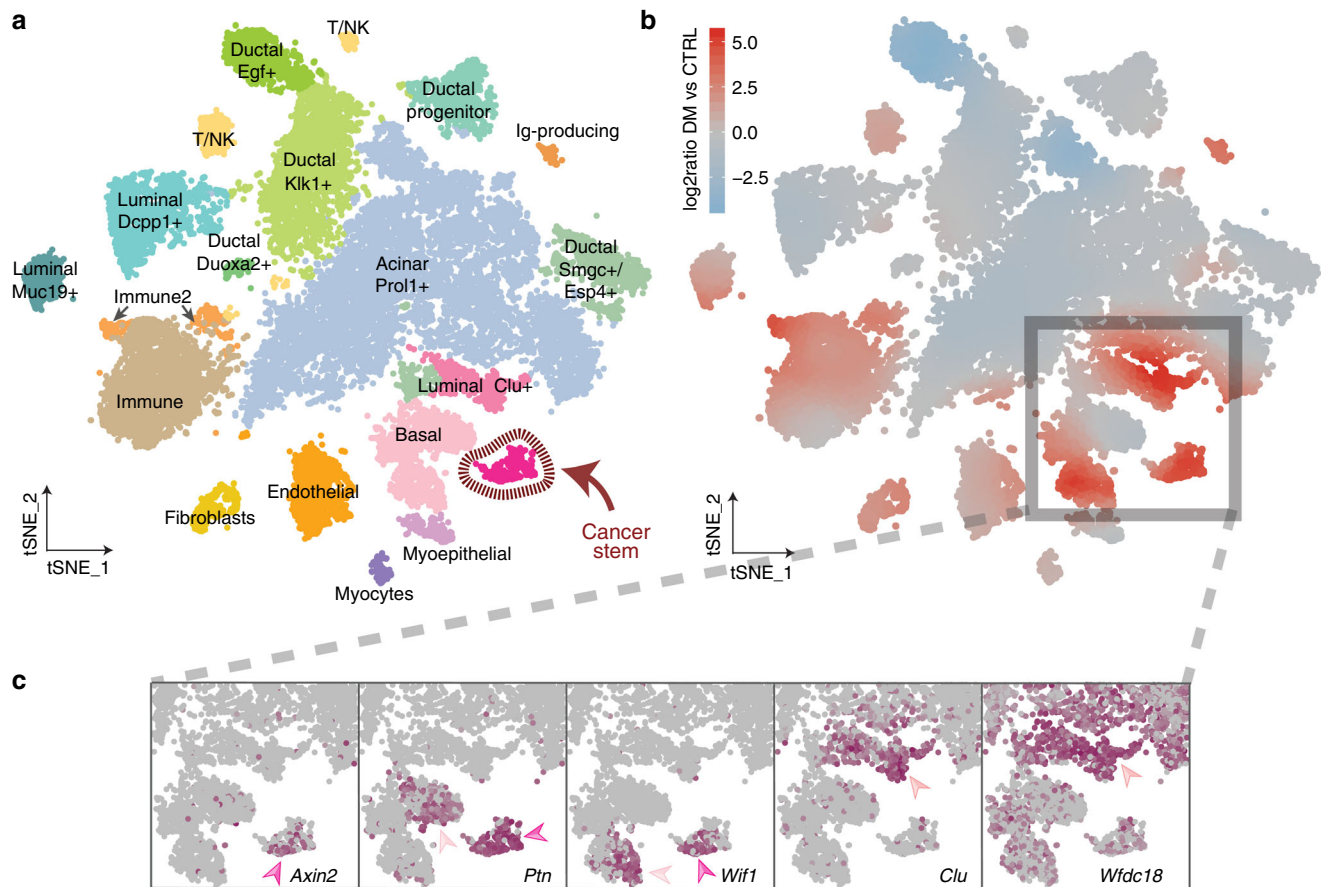 a
T/NK
Ductal
Egf+
Ductal
progenitor
T/NK
Ig-producing
Ductal
Klk1+
Luminal
Dcpp1+
Ductal
Duoxa2+
Acinar
Prol1+
Ductal
Smgc+/
Esp4+
Luminal
Muc19+
Immune2
Luminal Clu+
Immune
Basal
Endothelial
Fibroblasts
Cancer
stem
Myoepithelial
Myocytes
tSNE_2
tSNE_1
b
log2ratio DM vs CTRL
5.0
2.5
0.0
−2.5
tSNE_2
tSNE_1
c
Axin2
Ptn
Wif1
Clu
Wfdc18